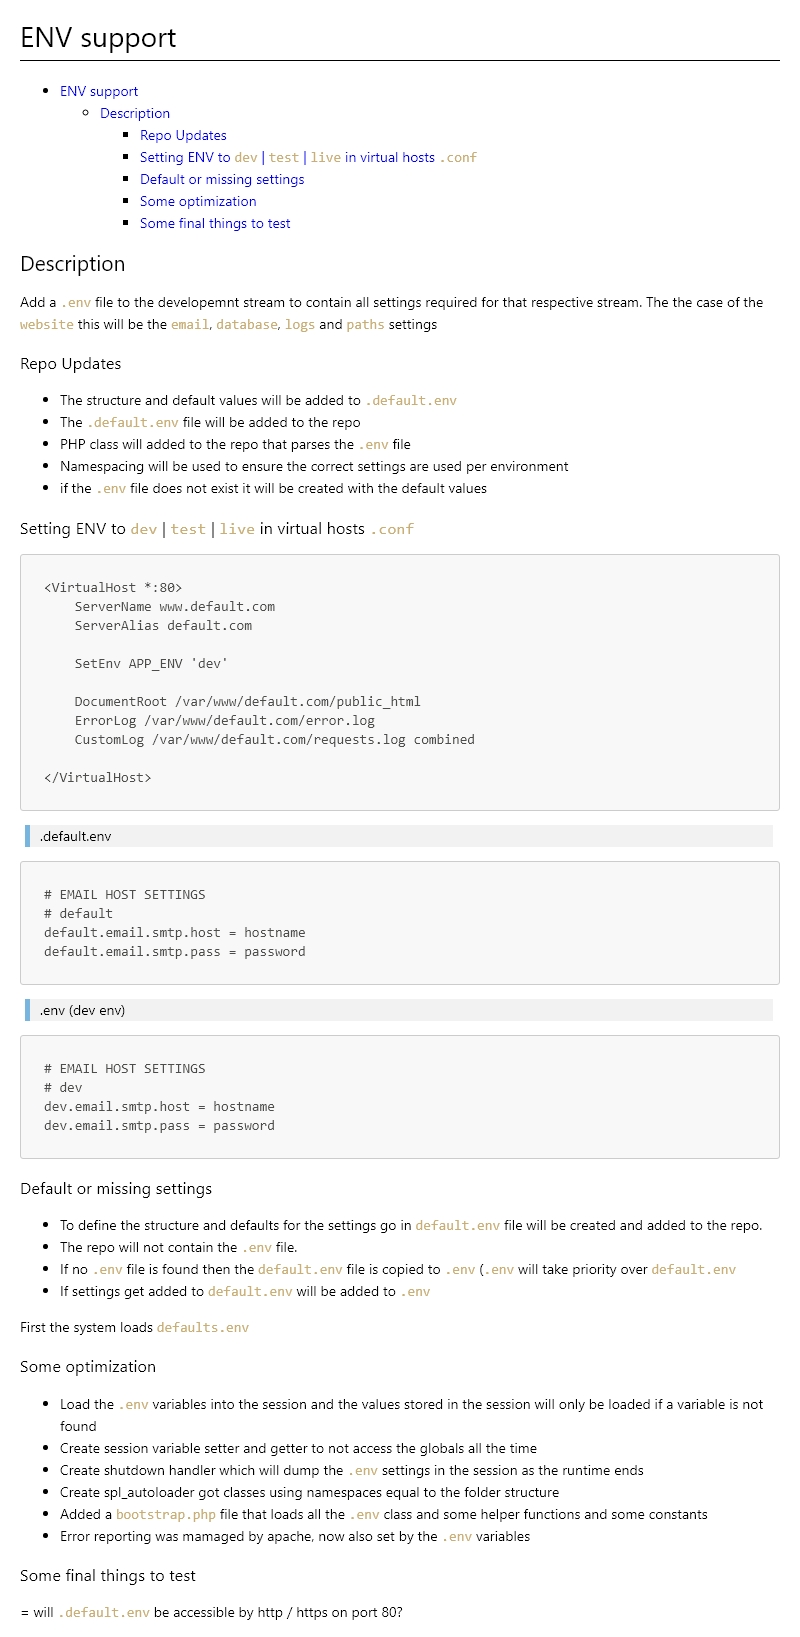 ENV support
ENV support
Description
Repo Updates
Setting ENV to dev | test | live in virtual hosts .conf
Default or missing settings
Some optimization
Some final things to test
Description
Add a .env file to the developemnt stream to contain all settings required for that respective stream. The the case of the
website this will be the email, database, logs and paths settings
Repo Updates
The structure and default values will be added to .default.env
The .default.env file will be added to the repo
PHP class will added to the repo that parses the .env file
Namespacing will be used to ensure the correct settings are used per environment
if the .env file does not exist it will be created with the default values
Setting ENV to dev | test | live in virtual hosts .conf
<VirtualHost *:80>
    ServerName www.default.com
    ServerAlias default.com
    SetEnv APP_ENV 'dev'
    DocumentRoot /var/www/default.com/public_html
    ErrorLog /var/www/default.com/error.log
    CustomLog /var/www/default.com/requests.log combined
</VirtualHost>
.default.env
# EMAIL HOST SETTINGS
# default
default.email.smtp.host = hostname
default.email.smtp.pass = password
.env (dev env)
# EMAIL HOST SETTINGS
# dev
dev.email.smtp.host = hostname
dev.email.smtp.pass = password
Default or missing settings
To define the structure and defaults for the settings go in default.env file will be created and added to the repo.
The repo will not contain the .env file.
If no .env file is found then the default.env file is copied to .env (.env will take priority over default.env
If settings get added to default.env will be added to .env
First the system loads defaults.env
Some optimization
Load the .env variables into the session and the values stored in the session will only be loaded if a variable is not
found
Create session variable setter and getter to not access the globals all the time
Create shutdown handler which will dump the .env settings in the session as the runtime ends
Create spl_autoloader got classes using namespaces equal to the folder structure
Added a bootstrap.php file that loads all the .env class and some helper functions and some constants
Error reporting was mamaged by apache, now also set by the .env variables
Some final things to test
= will .default.env be accessible by http / https on port 80?